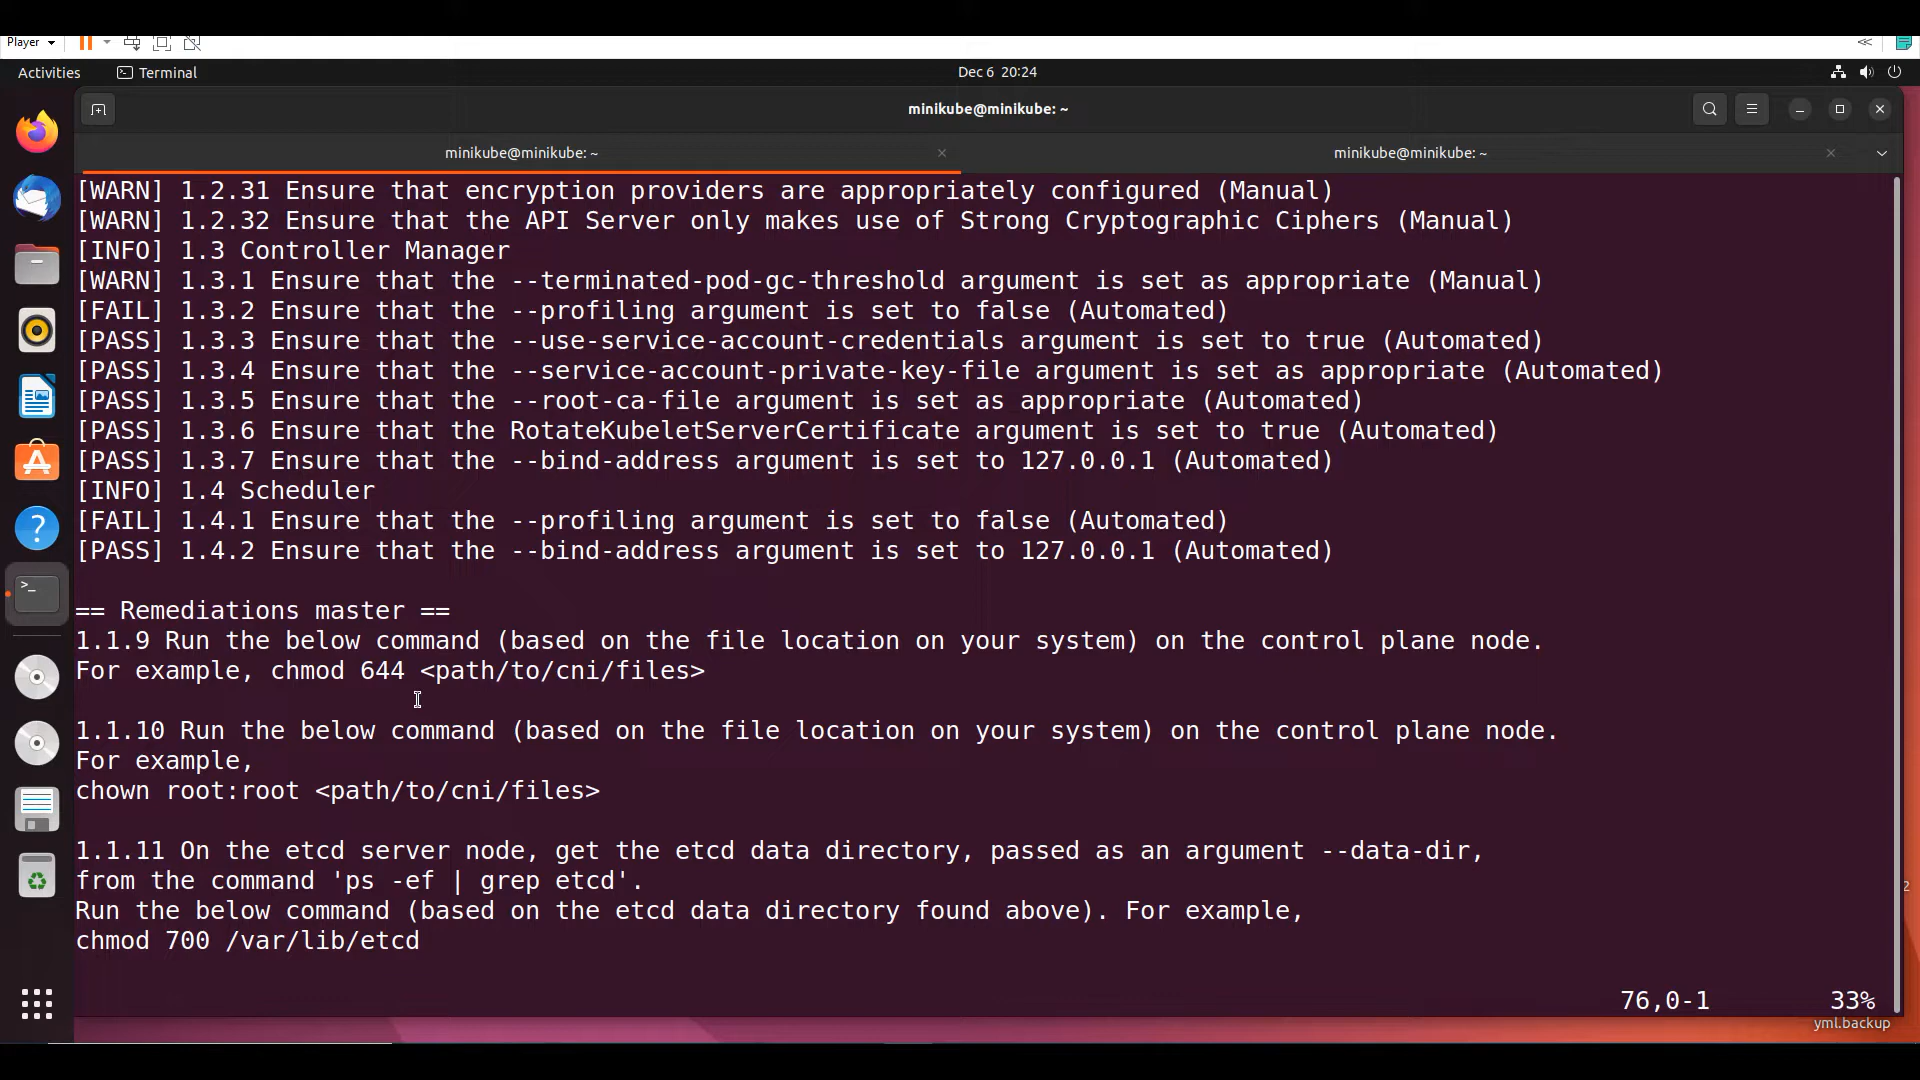 Player
Activities
Terminal
Dec 6 20:24
minikube@minikube: ~
minikube@minikube: ~
minikube@minikube: ~
[WARN] 1.2.31 Ensure that encryption providers are appropriately configured (Manual)
[WARN] 1.2.32 Ensure that the API Server only makes use of Strong Cryptographic Ciphers (Manual)
[INFO] 1.3 Controller Manager
[WARN] 1.3.1 Ensure that the --terminated-pod-gc-threshold argument is set as appropriate (Manual)
[FAIL] 1.3.2 Ensure that the --profiling argument is set to false (Automated)
[PASS] 1.3.3 Ensure that the --use-service-account-credentials argument is set to true (Automated)
[PASS] 1.3.4 Ensure that the --service-account-private-key-file argument is set as appropriate (Automated)
[PASS] 1.3.5 Ensure that the --root-ca-file argument is set as appropriate (Automated)
[PASS] 1.3.6 Ensure that the RotateKubeletServerCertificate argument is set to true (Automated)
[PASS] 1.3.7 Ensure that the --bind-address argument is set to 127.0.0.1 (Automated)
[INFO] 1.4 Scheduler
[FAIL] 1.4.1 Ensure that the --profiling argument is set to false (Automated)
[PASS] 1.4.2 Ensure that the --bind-address argument is set to 127.0.0.1 (Automated)
== Remediations master ==
1.1.9 Run the below command (based on the file location on your system) on the control plane node.
For example, chmod 644 <path/to/cni/files>
1.1.10 Run the below command (based on the file location on your system) on the control plane node.
For example,
chown root:root <path/to/cni/files>
1.1.11 On the etcd server node, get the etcd data directory, passed as an argument --data-dir,
from the command 'ps -ef | grep etcd'.
Run the below command (based on the etcd data directory found above). For example,
chmod 700 /var/lib/etcd
76,0-1 33%
yml.backup